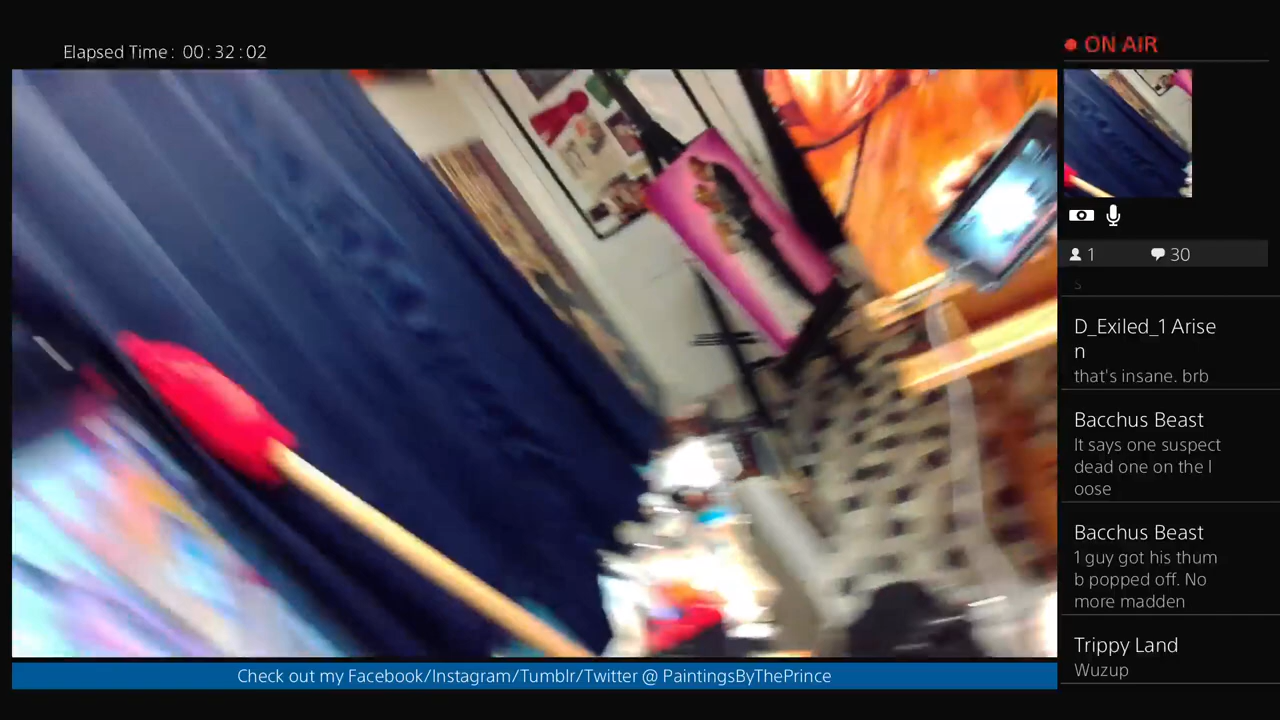 Elapsed Time: 00:32:02
ON AIR
1 30
s
D_Exiled_1 Arise
n
that's insane. brb
Bacchus Beast
It says one suspect
dead one on the l
oose
Bacchus Beast
1 guy got his thum
b popped off. No
more madden
Trippy Land
Wuzup
Check out my Facebook/Instagram/Tumblr/Twitter @ PaintingsByThePrince